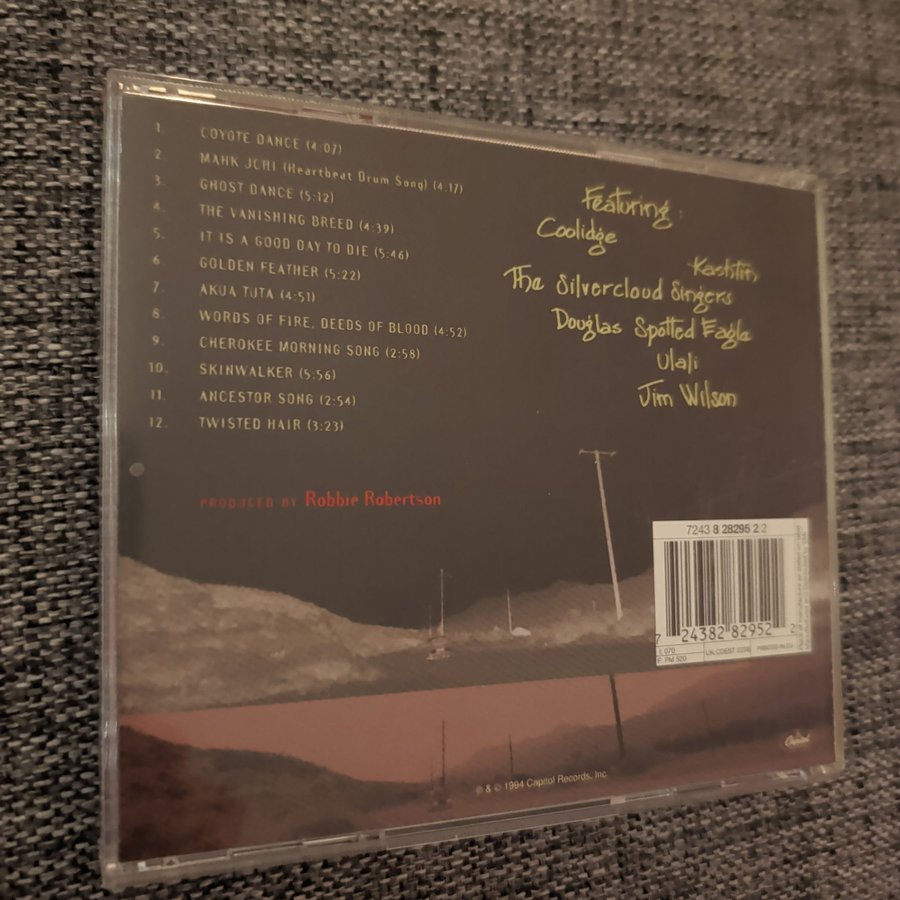 1. COYOTE DANCE (4:07)
2. MAHK JCHI (Heartbeat Drum Song) (4:17)
3. GHOST DANCE (5:12)
4. THE VANISHING BREED (4:39)
5. IT IS A GOOD DAY TO DIE (5:46)
6. GOLDEN FEATHER (5:22)
7. AKUA TUTA (4:51)
8. WORDS OF FIRE, DEEDS OF BLOOD (4:52)
9. CHEROKEE MORNING SONG (2:58)
10. SKINWALKER (5:56)
11. ANCESTOR SONG (2:54)
12. TWISTED HAIR (3:23)
PRODUCED BY Robbie Robertson
Featuring:
Coolidge
Kashtin
The Silvercloud Singers
Douglas Spotted Eagle
Ulali
Jim Wilson
7243 8 28295 2 2
7 24382 82952 2
F: PM 520
℗ & © 1994 Capitol Records, Inc.
Capitol